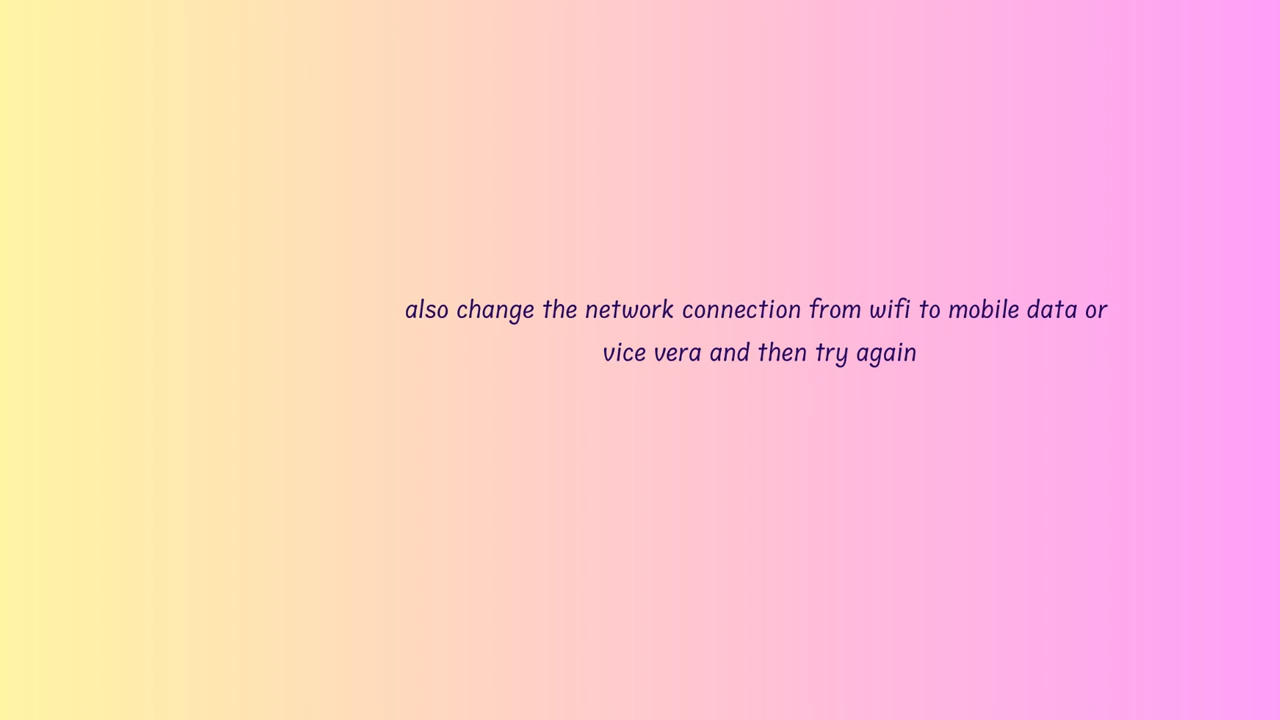 also change the network connection from wifi to mobile data or
vice vera and then try again